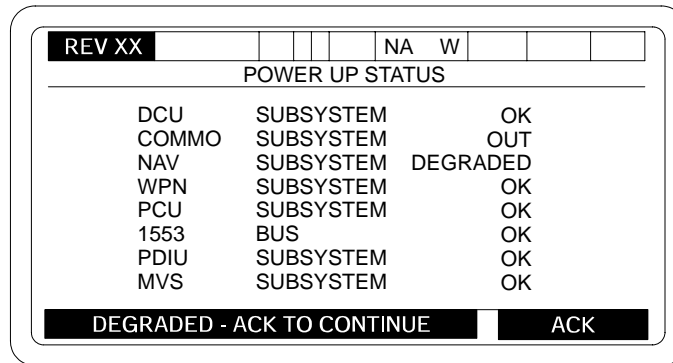 REV XX NA W
POWER UP STATUS
DCU SUBSYSTEM OK
COMMO SUBSYSTEM OUT
NAV SUBSYSTEM DEGRADED
WPN SUBSYSTEM OK
PCU SUBSYSTEM OK
1553 BUS OK
PDIU SUBSYSTEM OK
MVS SUBSYSTEM OK
DEGRADED - ACK TO CONTINUE ACK